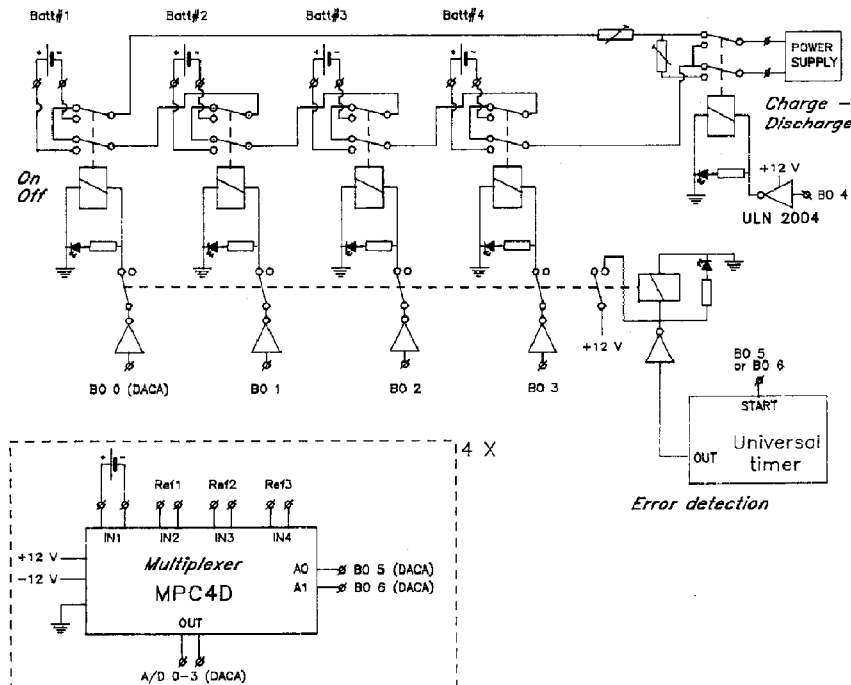 Batt#1 Batt#2 Batt#3 Batt#4
POWER
SUPPLY
Charge –
Discharge
On
Off
+12 V
BO 4
ULN 2004
+12 V
BO 0 (DACA) BO 1 BO 2 BO 3
BO 5
or BO 6
START
Universal
timer
OUT
Error detection
4 X
Ref1 Ref2 Ref3
IN1 IN2 IN3 IN4
+12 V
-12 V
Multiplexer
MPC4D
A0 BO 5 (DACA)
A1 BO 6 (DACA)
OUT
A/D 0-3 (DACA)